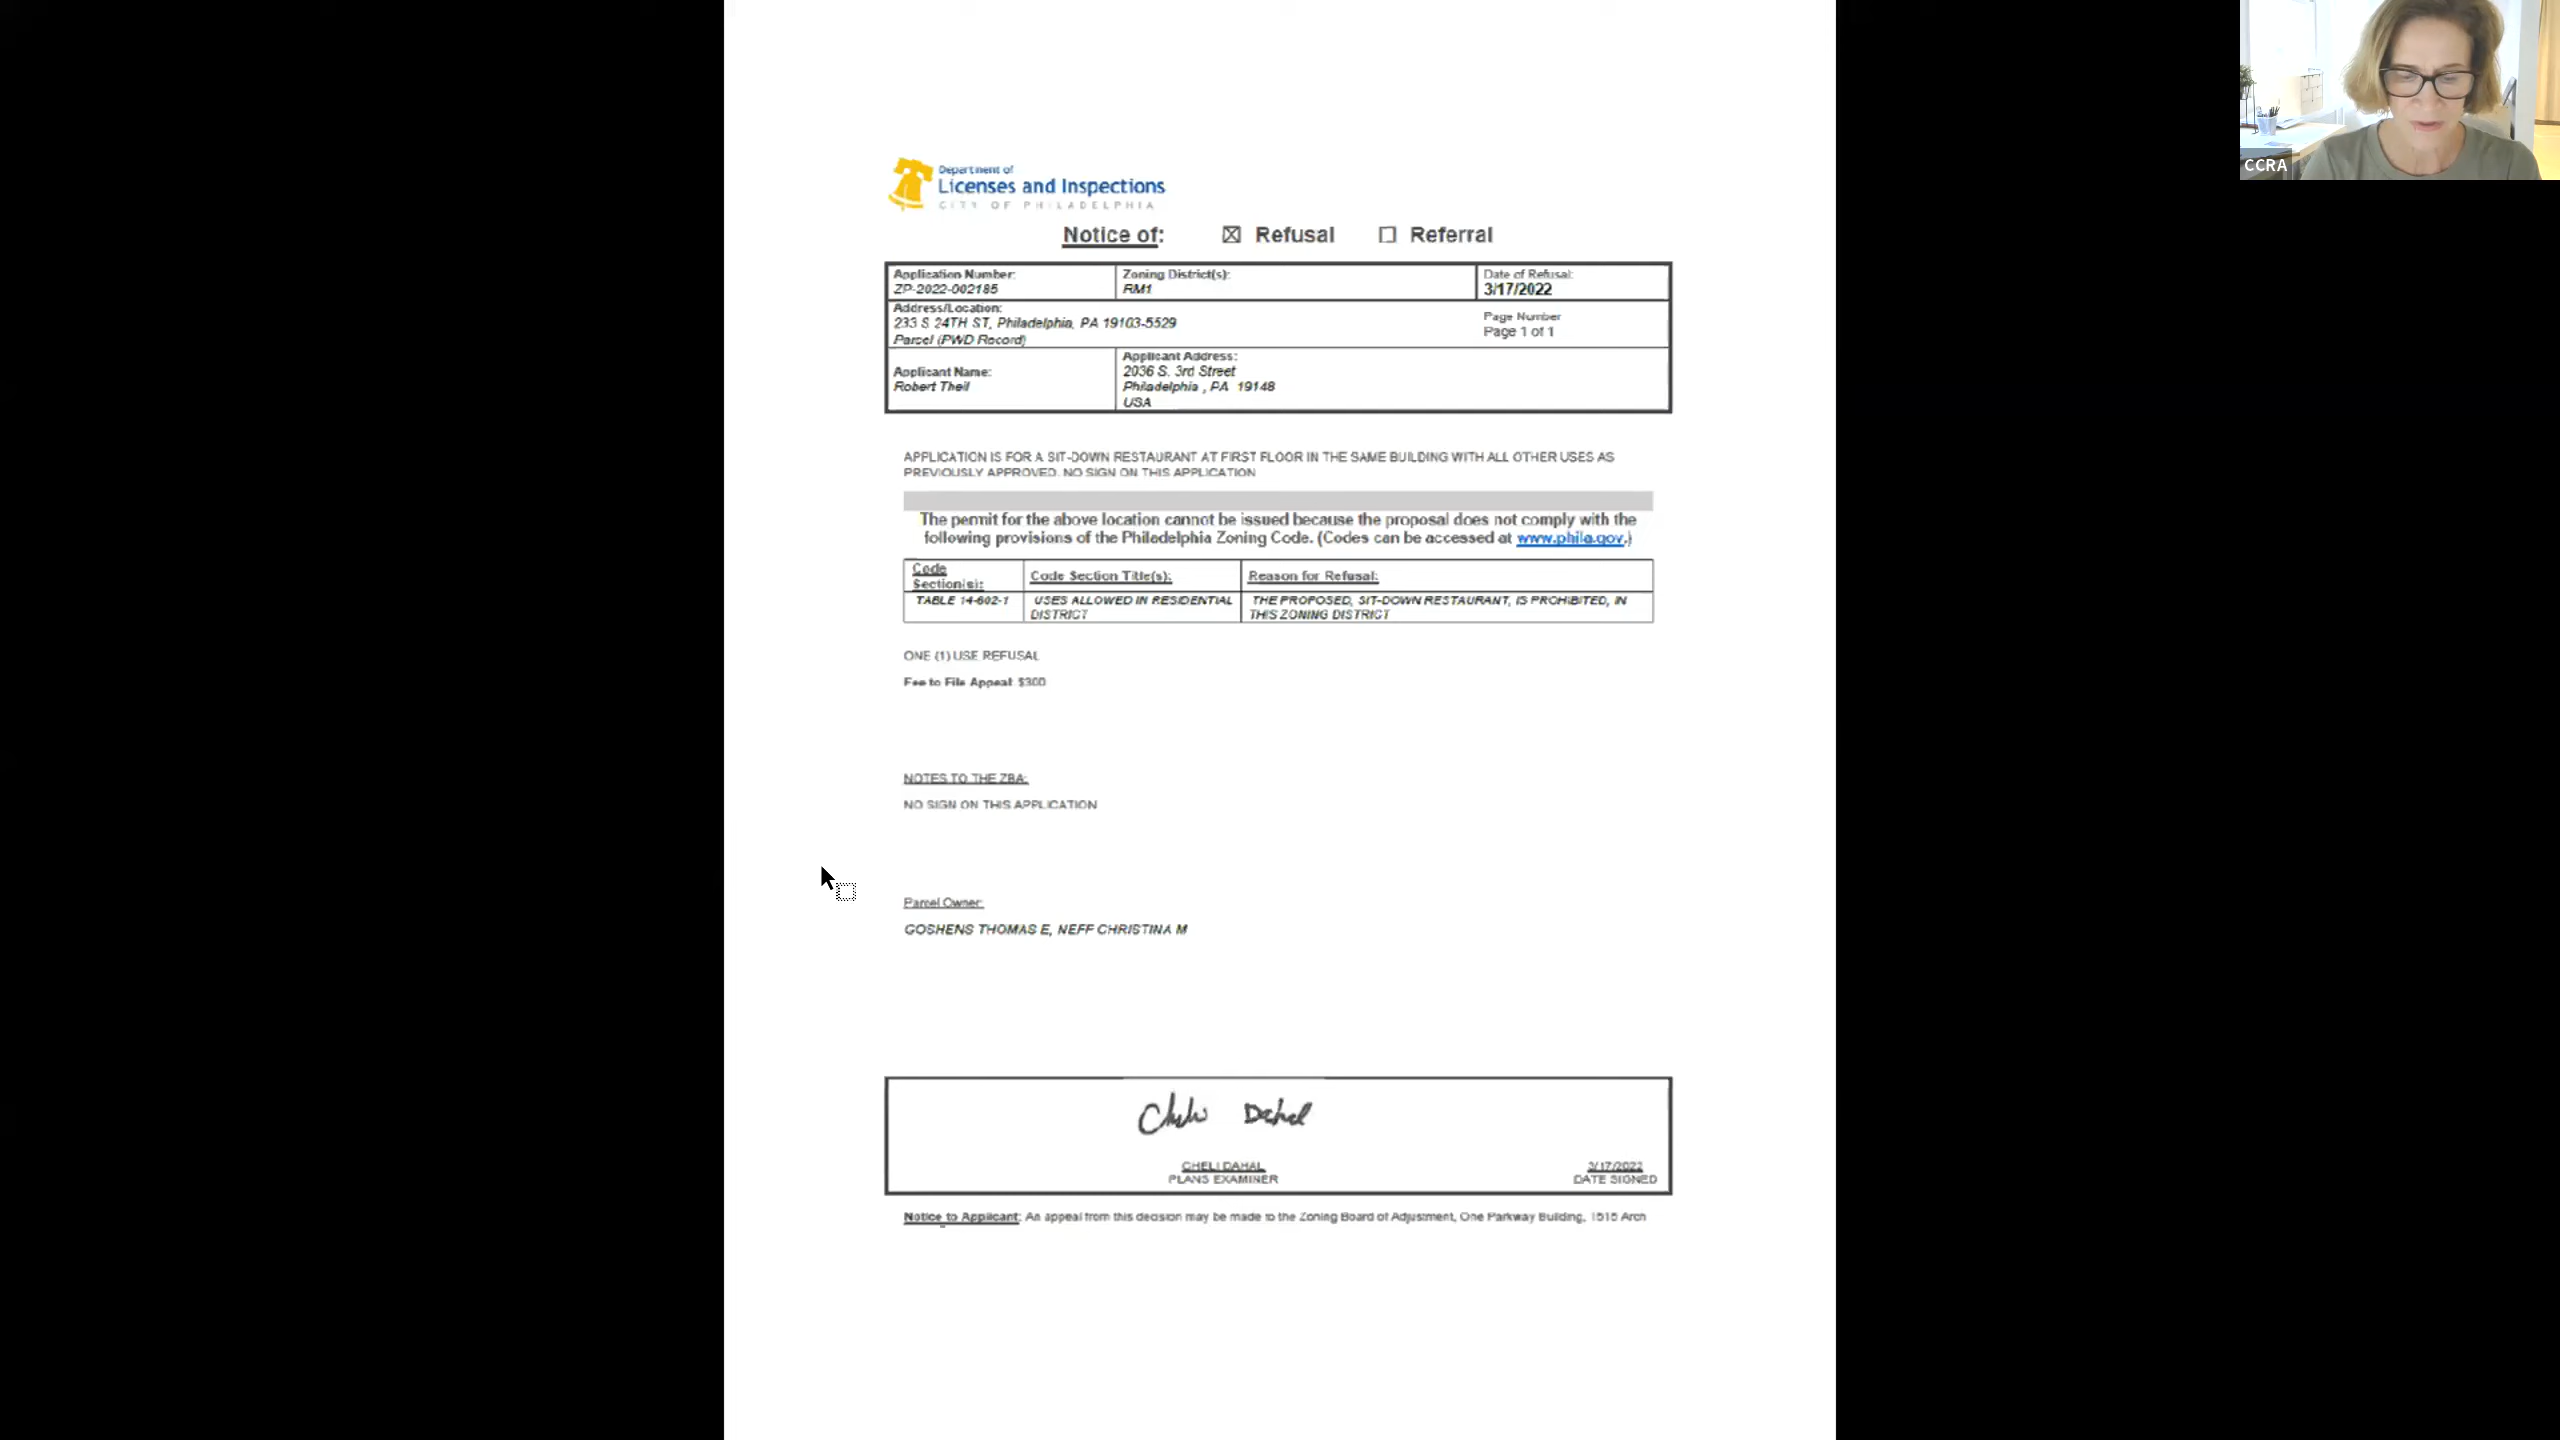 CCRA
Department of
Licenses and Inspections
CITY OF PHILADELPHIA
Notice of: ☒ Refusal ☐ Referral
Application Number:
ZP-2022-002185
Zoning District(s):
RM1
Date of Refusal:
3/17/2022
Address/Location:
233 S 24TH ST, Philadelphia, PA 19103-5529
Parcel (PWD Record)
Page Number
Page 1 of 1
Applicant Name:
Robert Theil
Applicant Address:
2036 S. 3rd Street
Philadelphia , PA 19148
USA
APPLICATION IS FOR A SIT-DOWN RESTAURANT AT FIRST FLOOR IN THE SAME BUILDING WITH ALL OTHER USES AS
PREVIOUSLY APPROVED. NO SIGN ON THIS APPLICATION
The permit for the above location cannot be issued because the proposal does not comply with the
following provisions of the Philadelphia Zoning Code. (Codes can be accessed at www.phila.gov.)
Code
Section(s):
Code Section Title(s):
Reason for Refusal:
TABLE 14-602-1
USES ALLOWED IN RESIDENTIAL
DISTRICT
THE PROPOSED, SIT-DOWN RESTAURANT, IS PROHIBITED, IN
THIS ZONING DISTRICT
ONE (1) USE REFUSAL
Fee to File Appeal: $300
NOTES TO THE ZBA:
NO SIGN ON THIS APPLICATION
Parcel Owner:
GOSHENS THOMAS E, NEFF CHRISTINA M
Cheli Dahal
CHELI DAHAL
PLANS EXAMINER
3/17/2022
DATE SIGNED
Notice to Applicant: An appeal from this decision may be made to the Zoning Board of Adjustment, One Parkway Building, 1515 Arch